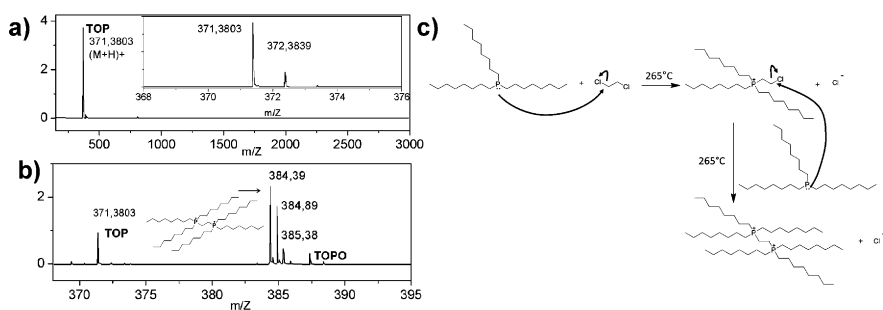 a)
4
2
0
TOP
371,3803
(M+H)+
371,3803
372,3839
368 370 372 374 376
m/Z
500 1000 1500 2000 2500 3000
m/Z
b)
2
0
371,3803
TOP
P
P
384,39
384,89
385,38
TOPO
370 375 380 385 390 395
m/Z
c)
P
+
Cl
Cl
265°C
P
Cl
+ Cl⁻
265°C
P
P
P
+ Cl⁻